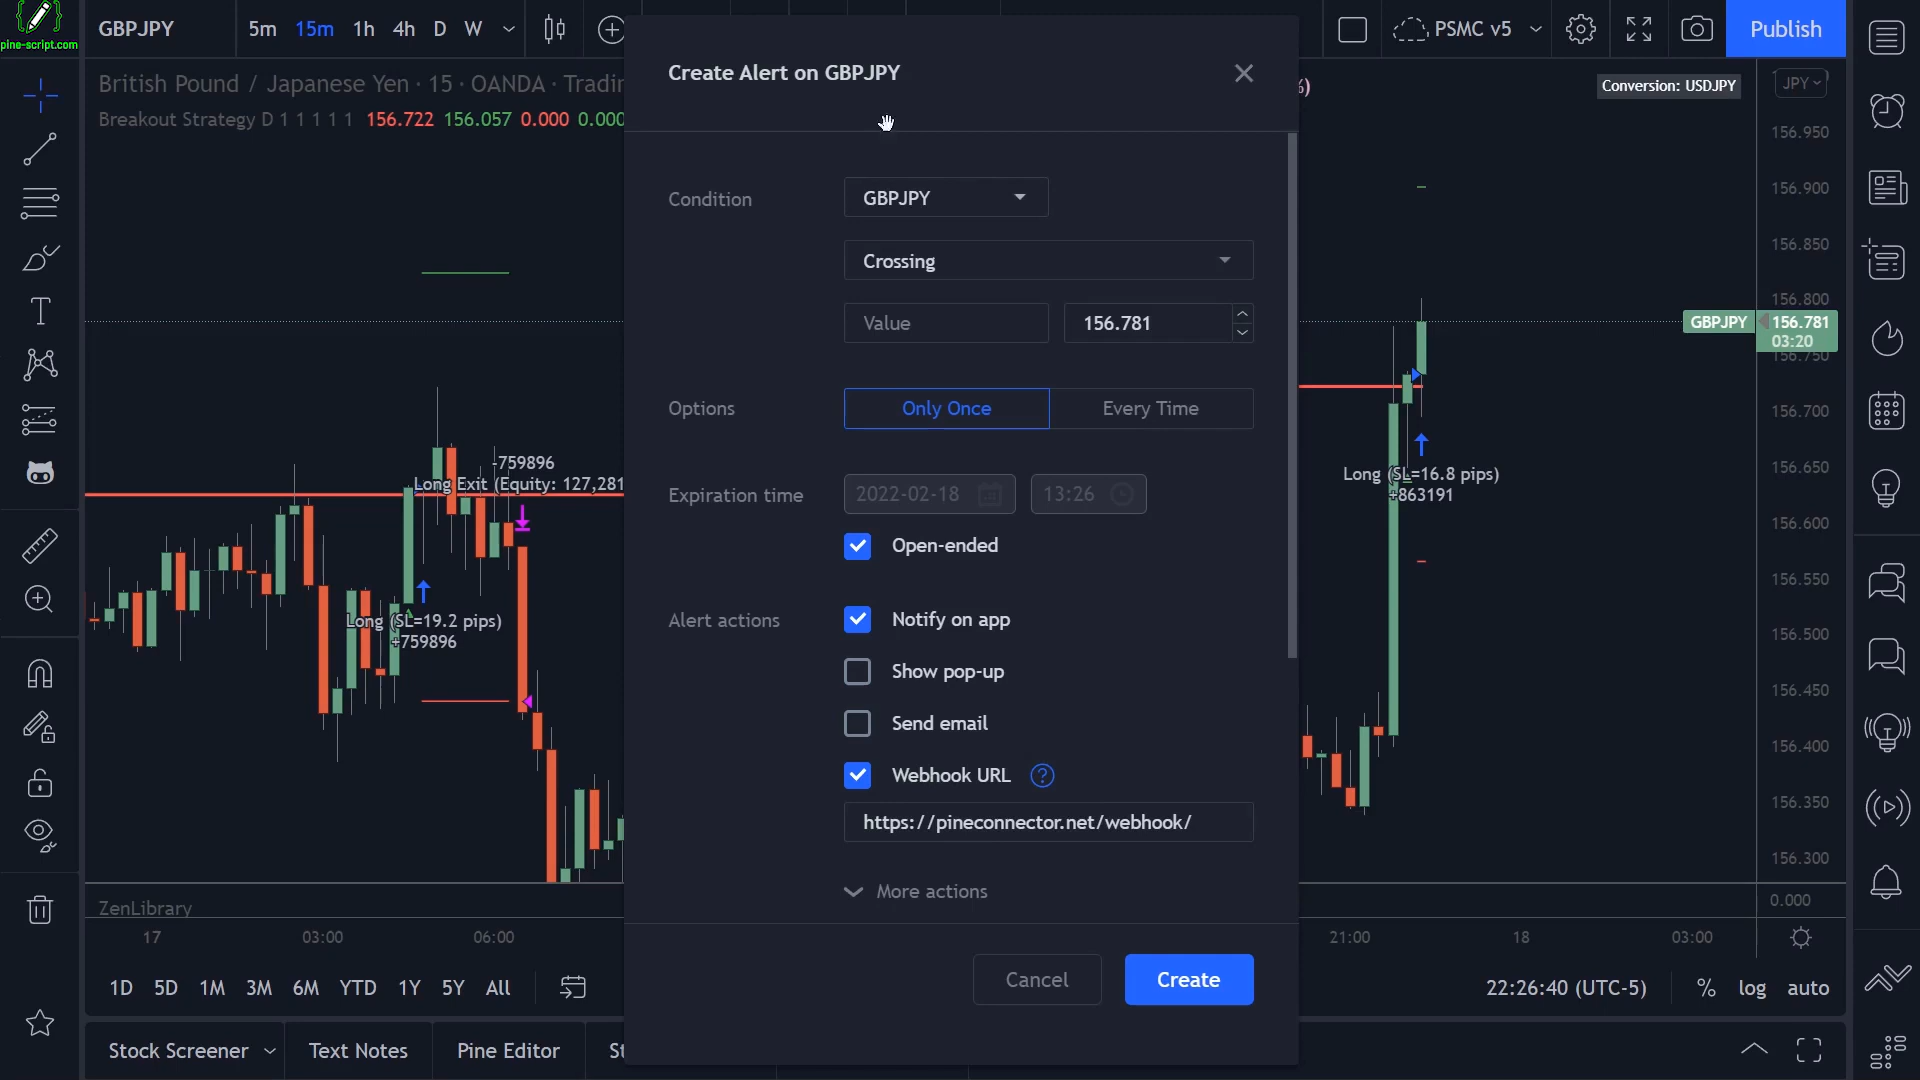 pine-script.com
GBPJPY
5m 15m 1h 4h D W
PSMC v5
Publish
British Pound / Japanese Yen · 15 · OANDA · Tradin
Breakout Strategy D 1 1 1 1 1 156.722 156.057 0.000 0.000
Conversion: USDJPY
JPY
Create Alert on GBPJPY
Condition
GBPJPY
Crossing
Value
156.781
Options
Only Once
Every Time
Expiration time
2022-02-18
13:26
Open-ended
Alert actions
Notify on app
Show pop-up
Send email
Webhook URL
https://pineconnector.net/webhook/
More actions
Cancel
Create
-759896
Long Exit (Equity: 127,281
Long (SL=19.2 pips)
+759896
Long (SL=16.8 pips)
+863191
156.950
156.900
156.850
156.800
GBPJPY
156.781
03:20
156.750
156.700
156.650
156.600
156.550
156.500
156.450
156.400
156.350
156.300
0.000
ZenLibrary
17 03:00 06:00 21:00 18 03:00
1D 5D 1M 3M 6M YTD 1Y 5Y All
22:26:40 (UTC-5)
% log auto
Stock Screener
Text Notes
Pine Editor